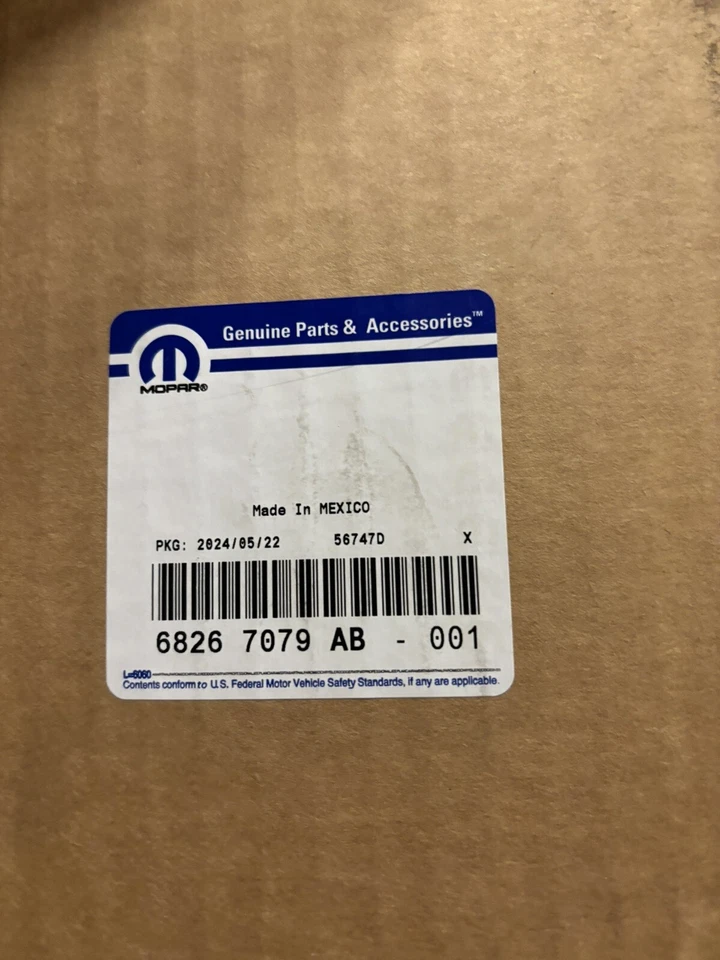 Genuine Parts & Accessories™
MOPAR®
Made In MEXICO
PKG: 2024/05/22 56747D X
6826 7079 AB - 001
L=6060
Contents conform to U.S. Federal Motor Vehicle Safety Standards, if any are applicable.